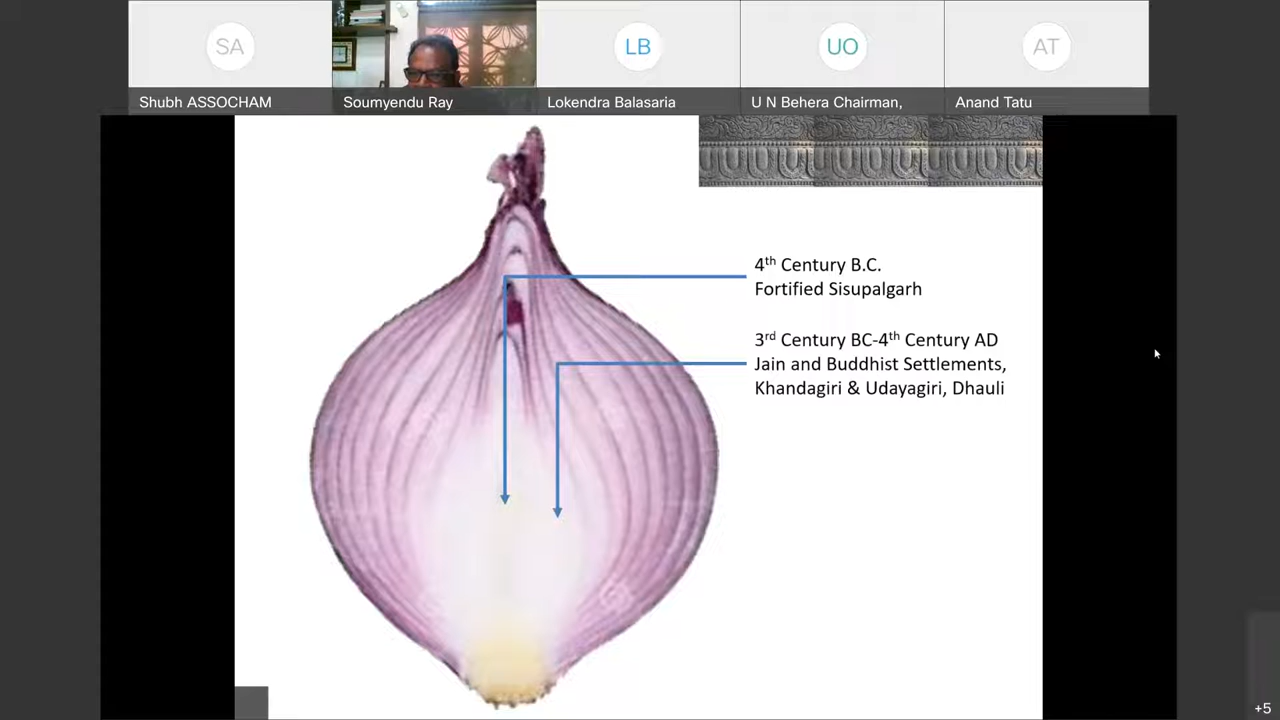 SA
LB
UO
AT
Shubh ASSOCHAM
Soumyendu Ray
Lokendra Balasaria
U N Behera Chairman,
Anand Tatu
4th Century B.C.
Fortified Sisupalgarh
3rd Century BC-4th Century AD
Jain and Buddhist Settlements,
Khandagiri & Udayagiri, Dhauli
+5